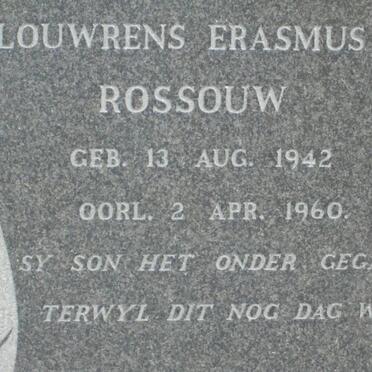 LOUWRENS ERASMUS
ROSSOUW
GEB. 13 AUG. 1942
OORL. 2 APR. 1960.
SY SON HET ONDER
TERWYL DIT NOG DAG